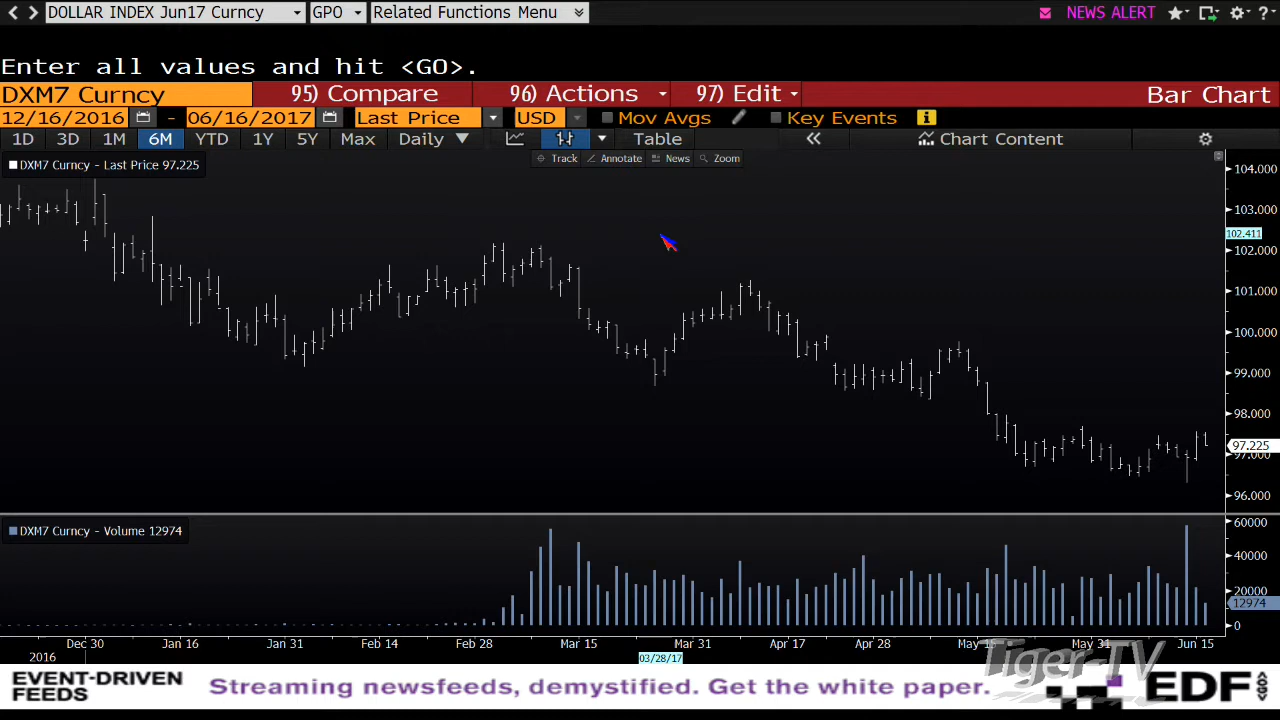 DOLLAR INDEX Jun17 Curncy GPO Related Functions Menu NEWS ALERT ?
Enter all values and hit <GO>.
DXM7 Curncy 95) Compare 96) Actions 97) Edit Bar Chart
12/16/2016 - 06/16/2017 Last Price USD Mov Avgs Key Events i
1D 3D 1M 6M YTD 1Y 5Y Max Daily Table « Chart Content
Track Annotate News Zoom
DXM7 Curncy - Last Price 97.225
104.000
103.000
102.411
102.000
101.000
100.000
99.000
98.000
97.225
97.000
96.000
DXM7 Curncy - Volume 12974
60000
40000
20000
12974
0
Dec 30 Jan 16 Jan 31 Feb 14 Feb 28 Mar 15 Mar 31 Apr 17 Apr 28 May 15 May 31 Jun 15
2016 03/28/17
Tiger-TV
EVENT-DRIVEN
FEEDS
Streaming newsfeeds, demystified. Get the white paper.
EDF